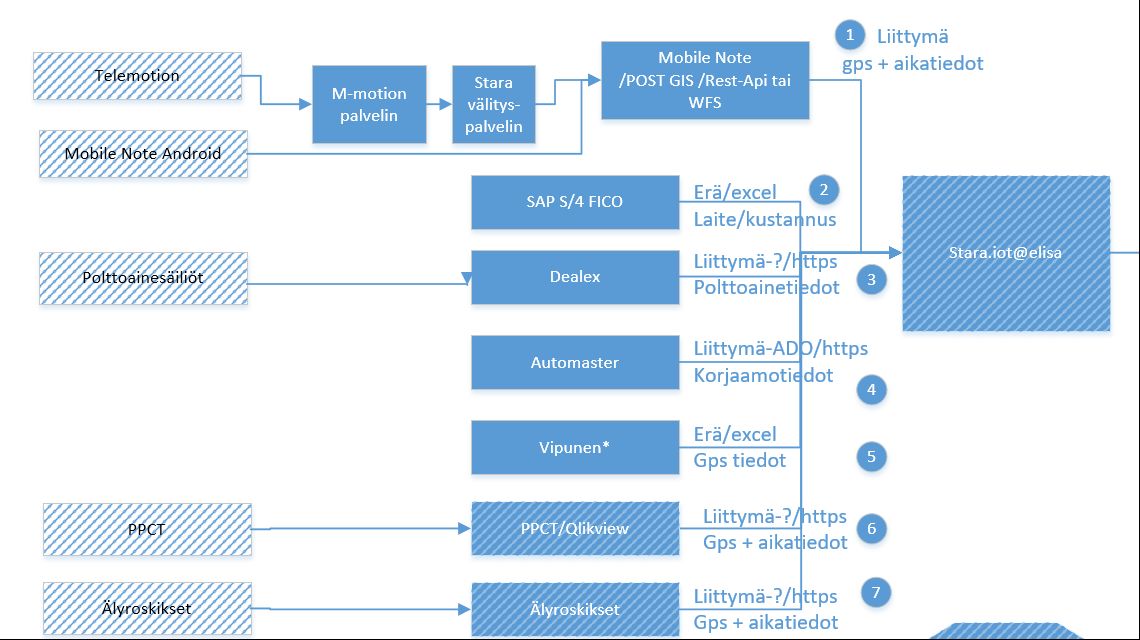 Telemotion
M-motion
palvelin
Stara
välitys-
palvelin
Mobile Note
/POST GIS /Rest-Api tai
WFS
1
Liittymä
gps + aikatiedot
Mobile Note Android
SAP S/4 FICO
Erä/excel
Laite/kustannus
2
Stara.iot@elisa
Polttoainesäiliöt
Dealex
Liittymä-?/https
Polttoainetiedot
3
Automaster
Liittymä-ADO/https
Korjaamotiedot
4
Vipunen*
Erä/excel
Gps tiedot
5
PPCT
PPCT/Qlikview
Liittymä-?/https
Gps + aikatiedot
6
Älyroskikset
Älyroskikset
Liittymä-?/https
Gps + aikatiedot
7